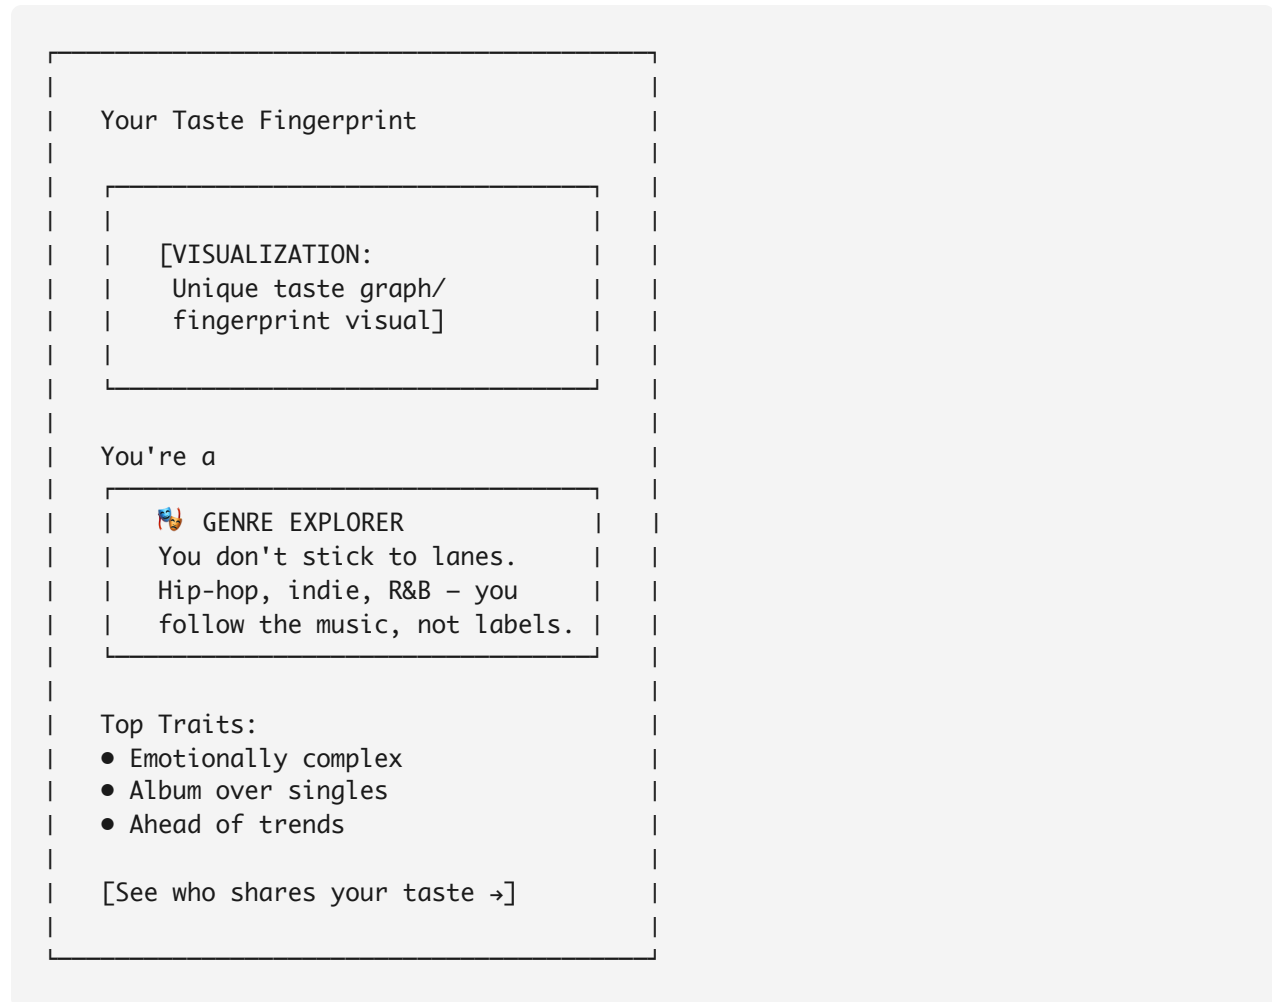 Your Taste Fingerprint
[VISUALIZATION:
Unique taste graph/
fingerprint visual]
You're a
🎭 GENRE EXPLORER
You don't stick to lanes.
Hip-hop, indie, R&B — you
follow the music, not labels.
Top Traits:
● Emotionally complex
● Album over singles
● Ahead of trends
[See who shares your taste →]